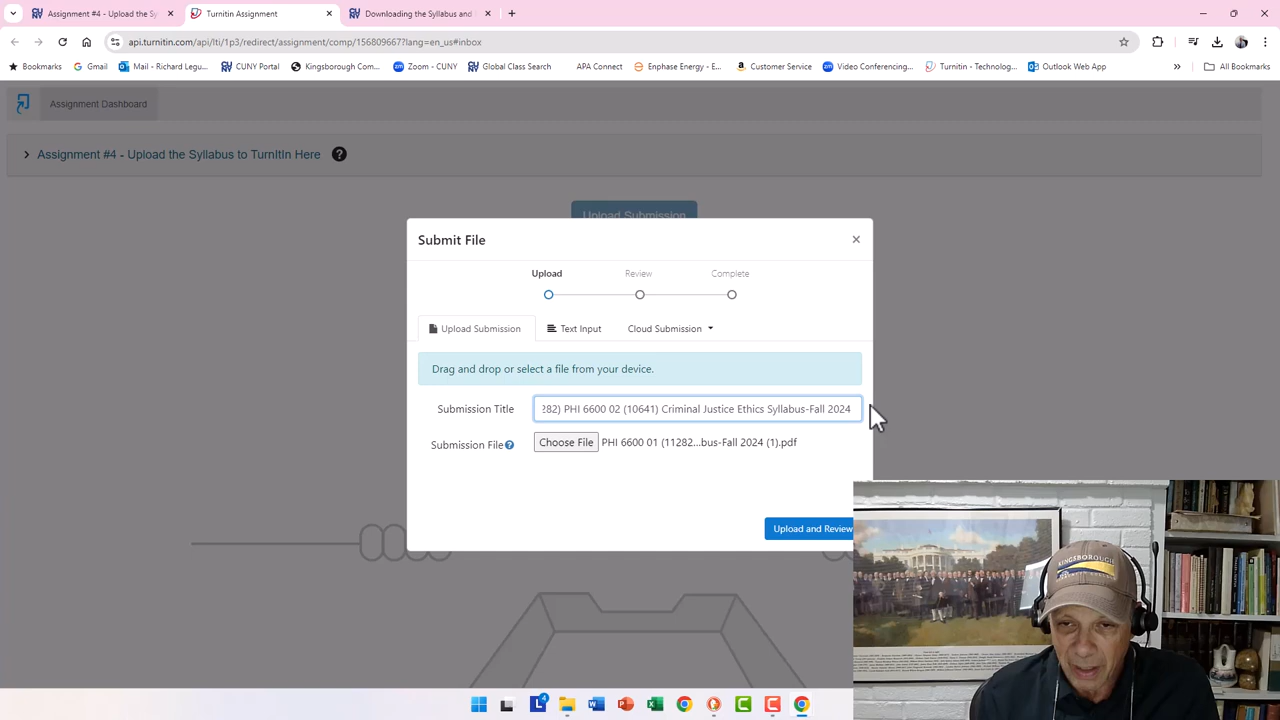 Assignment #4 - Upload the Sy
Turnitin Assignment
Downloading the Syllabus and
api.turnitin.com/api/lti/1p3/redirect/assignment/comp/156809667?lang=en_us#inbox
Bookmarks
Gmail
Mail - Richard Legu...
CUNY Portal
Kingsborough Com...
Zoom - CUNY
Global Class Search
APA Connect
Enphase Energy - E...
Customer Service
Video Conferencing...
Turnitin - Technolog...
Outlook Web App
All Bookmarks
Assignment Dashboard
Assignment #4 - Upload the Syllabus to TurnItIn Here
Upload Submission
Submit File
Upload
Review
Complete
Upload Submission
Text Input
Cloud Submission
Drag and drop or select a file from your device.
Submission Title
282) PHI 6600 02 (10641) Criminal Justice Ethics Syllabus-Fall 2024
Submission File
Choose File
PHI 6600 01 (11282...bus-Fall 2024 (1).pdf
Upload and Review
KINGSBOROUGH
4